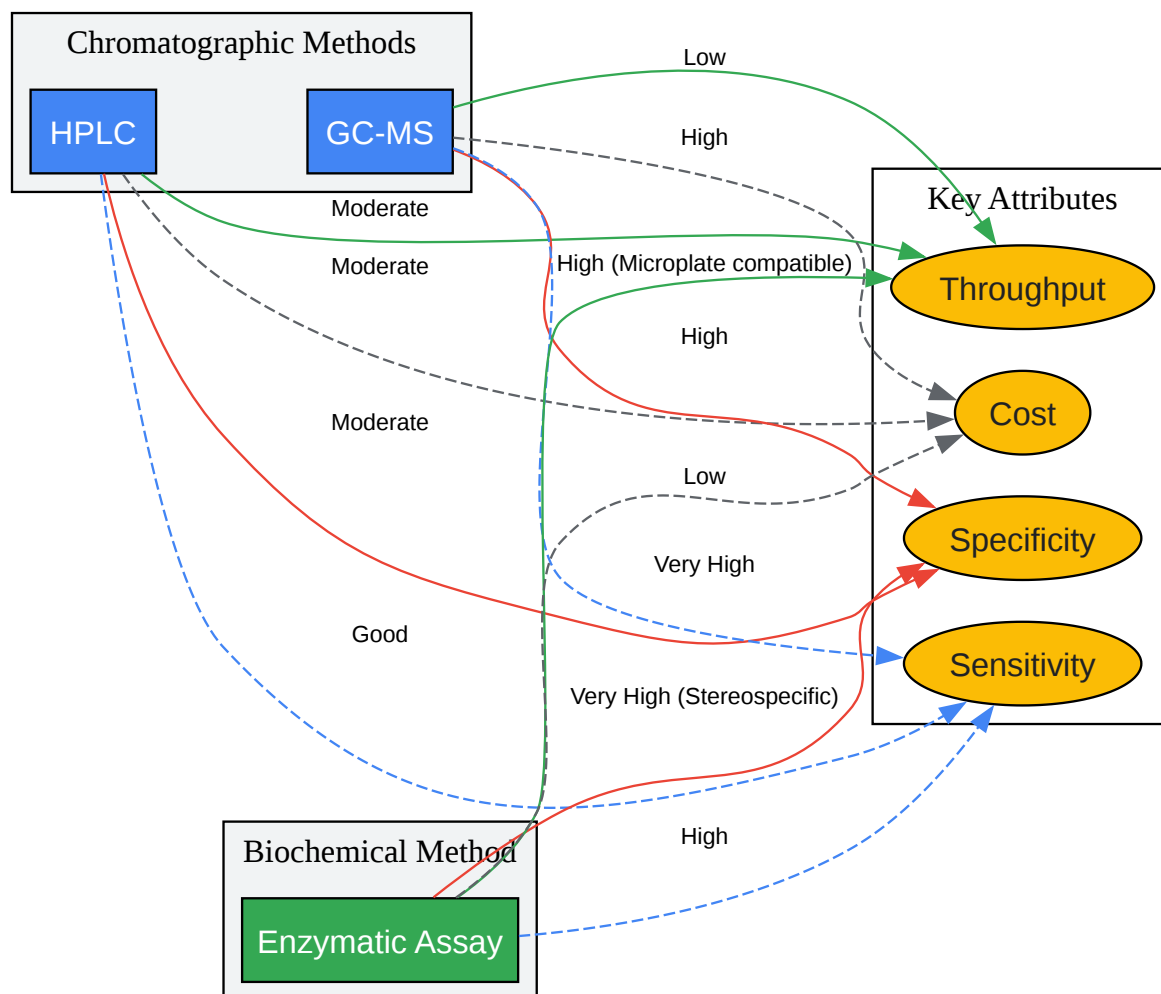 Chromatographic Methods
Low
HPLC
GC-MS
High
Key Attributes
Moderate
Moderate
High (Microplate compatible)
Throughput
High
Cost
Moderate
Low
Specificity
Very High
Good
Sensitivity
Very High (Stereospecific)
High
Biochemical Method
Enzymatic Assay